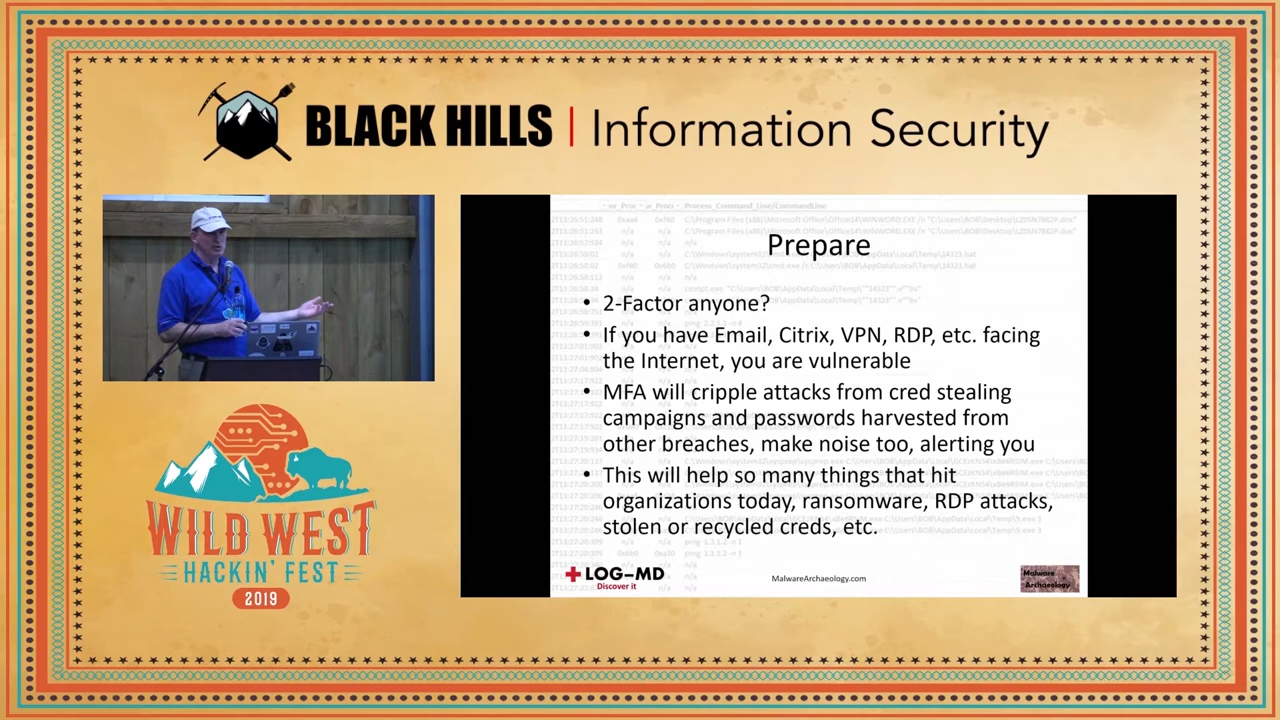 BLACK HILLS | Information Security
Prepare
• 2-Factor anyone?
• If you have Email, Citrix, VPN, RDP, etc. facing
the Internet, you are vulnerable
• MFA will cripple attacks from cred stealing
campaigns and passwords harvested from
other breaches, make noise too, alerting you
• This will help so many things that hit
organizations today, ransomware, RDP attacks,
stolen or recycled creds, etc.
LOG-MD
Discover it
MalwareArchaeology.com
Malware
Archaeology
WILD WEST
HACKIN' FEST
2019